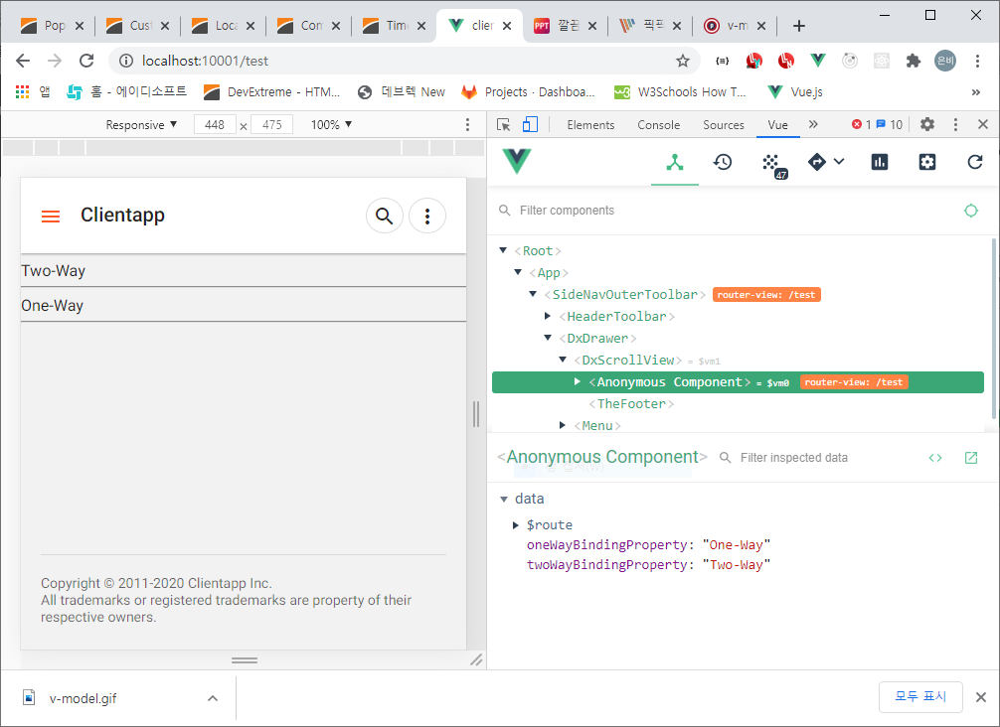 Pop
Cust
Loca
Con
Time
clier
PPT 깔끔
픽프
v-m
localhost:10001/test
은비
앱
홈 - 에이디소프트
DevExtreme - HTM...
데브렉 New
Projects · Dashboa...
W3Schools How T...
Vue.js
»
Responsive ▼ 448 × 475 100% ▼
Elements Console Sources Vue » 1 10
47
Clientapp
Filter components
Two-Way
One-Way
▼ <Root>
▼ <App>
▼ <SideNavOuterToolbar> router-view: /test
▶ <HeaderToolbar>
▼ <DxDrawer>
▼ <DxScrollView> = $vm1
▶ <Anonymous Component> = $vm0 router-view: /test
<TheFooter>
▶ <Menu>
<Anonymous Component> Filter inspected data
▼ data
▶ $route
oneWayBindingProperty: "One-Way"
twoWayBindingProperty: "Two-Way"
Copyright © 2011-2020 Clientapp Inc.
All trademarks or registered trademarks are property of their
respective owners.
v-model.gif
모두 표시